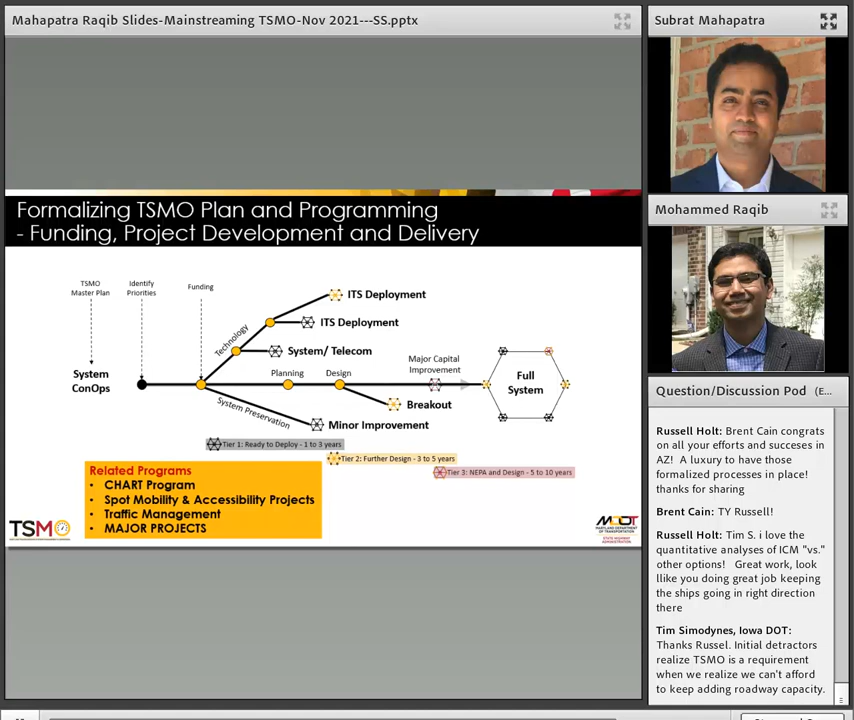 Mahapatra Raqib Slides-Mainstreaming TSMO-Nov 2021---SS.pptx
Formalizing TSMO Plan and Programming
- Funding, Project Development and Delivery
TSMO
Master Plan
Identify
Priorities
Funding
System
ConOps
Technology
ITS Deployment
ITS Deployment
System/ Telecom
Planning
Design
Major Capital
Improvement
Full
System
Breakout
System Preservation
Minor Improvement
Tier 1: Ready to Deploy - 1 to 3 years
Tier 2: Further Design - 3 to 5 years
Tier 3: NEPA and Design - 5 to 10 years
Related Programs
• CHART Program
• Spot Mobility & Accessibility Projects
• Traffic Management
• MAJOR PROJECTS
TSMO
MDOT
MARYLAND DEPARTMENT
OF TRANSPORTATION
STATE HIGHWAY
ADMINISTRATION
Subrat Mahapatra
Mohammed Raqib
Question/Discussion Pod (E...
Russell Holt: Brent Cain congrats
on all your efforts and succeses in
AZ! A luxury to have those
formalized processes in place!
thanks for sharing
Brent Cain: TY Russell!
Russell Holt: Tim S. i love the
quantitative analyses of ICM "vs."
other options! Great work, look
llike you doing great job keeping
the ships going in right direction
there
Tim Simodynes, Iowa DOT:
Thanks Russel. Initial detractors
realize TSMO is a requirement
when we realize we can't afford
to keep adding roadway capacity.